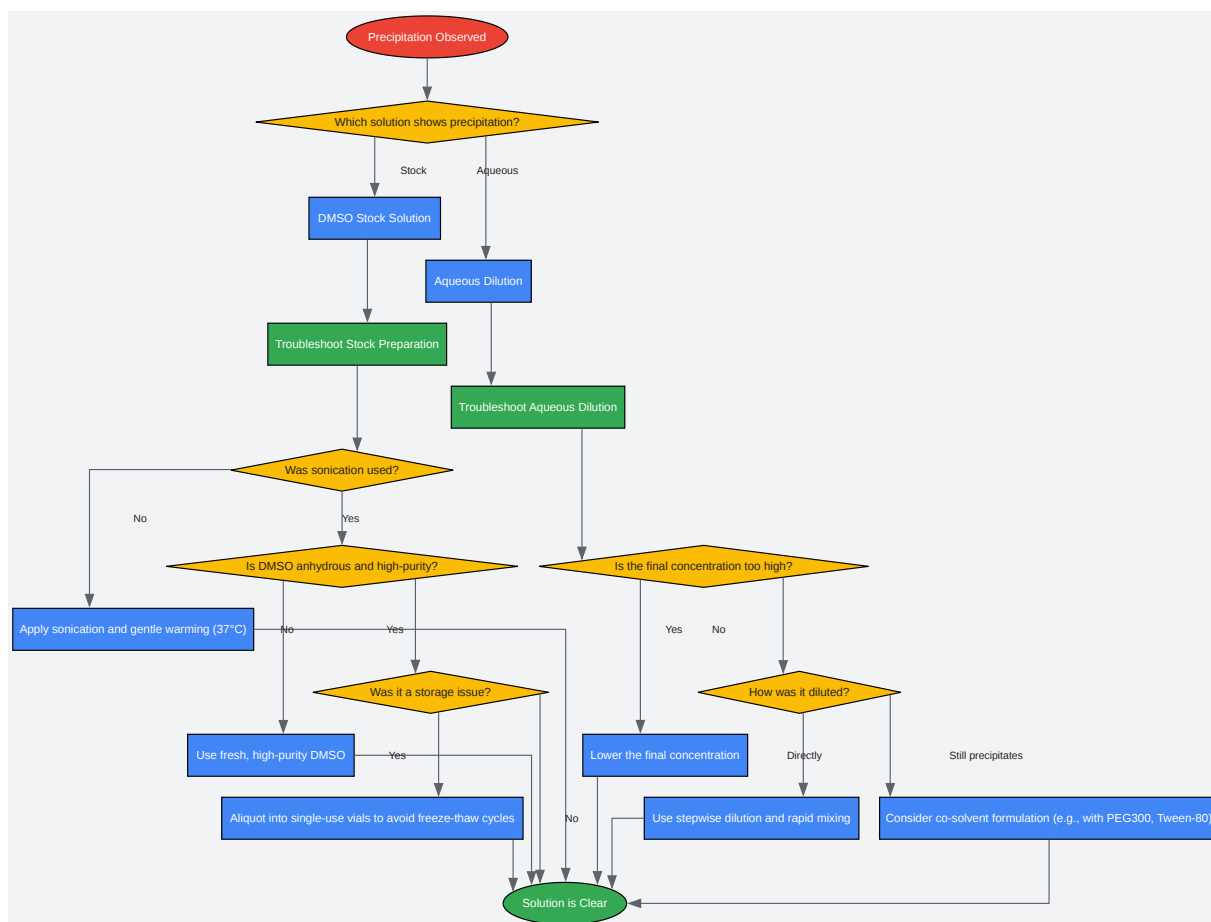 Precipitation Observed
Which solution shows precipitation?
Stock
Aqueous
DMSO Stock Solution
Aqueous Dilution
Troubleshoot Stock Preparation
Troubleshoot Aqueous Dilution
Was sonication used?
No
Yes
Is DMSO anhydrous and high-purity?
Is the final concentration too high?
Apply sonication and gentle warming (37°C)
No
Yes
Yes
No
Was it a storage issue?
How was it diluted?
Use fresh, high-purity DMSO
Yes
Lower the final concentration
Directly
Still precipitates
Aliquot into single-use vials to avoid freeze-thaw cycles
No
Use stepwise dilution and rapid mixing
Consider co-solvent formulation (e.g., with PEG300, Tween-80)
Solution is Clear